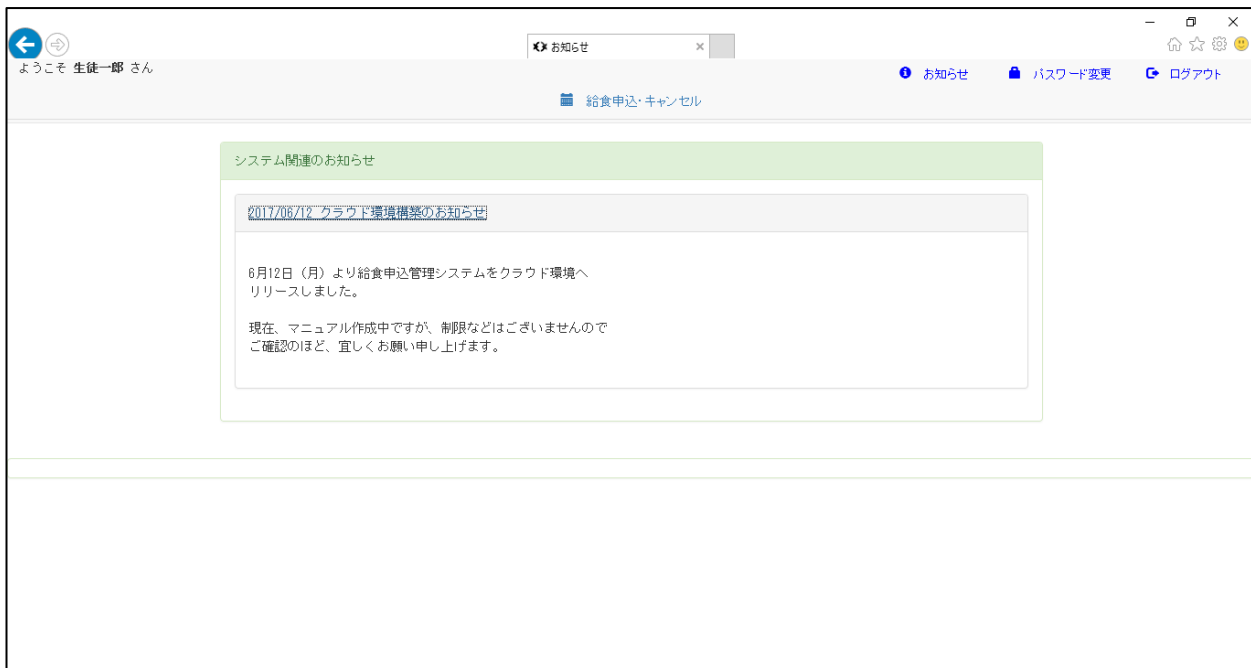 お知らせ
ようこそ 生徒一郎 さん
お知らせ パスワード変更 ログアウト
給食申込・キャンセル
システム関連のお知らせ
2017/06/12 クラウド環境構築のお知らせ
6月12日（月）より給食申込管理システムをクラウド環境へ
リリースしました。
現在、マニュアル作成中ですが、制限などはございませんので
ご確認のほど、宜しくお願い申し上げます。